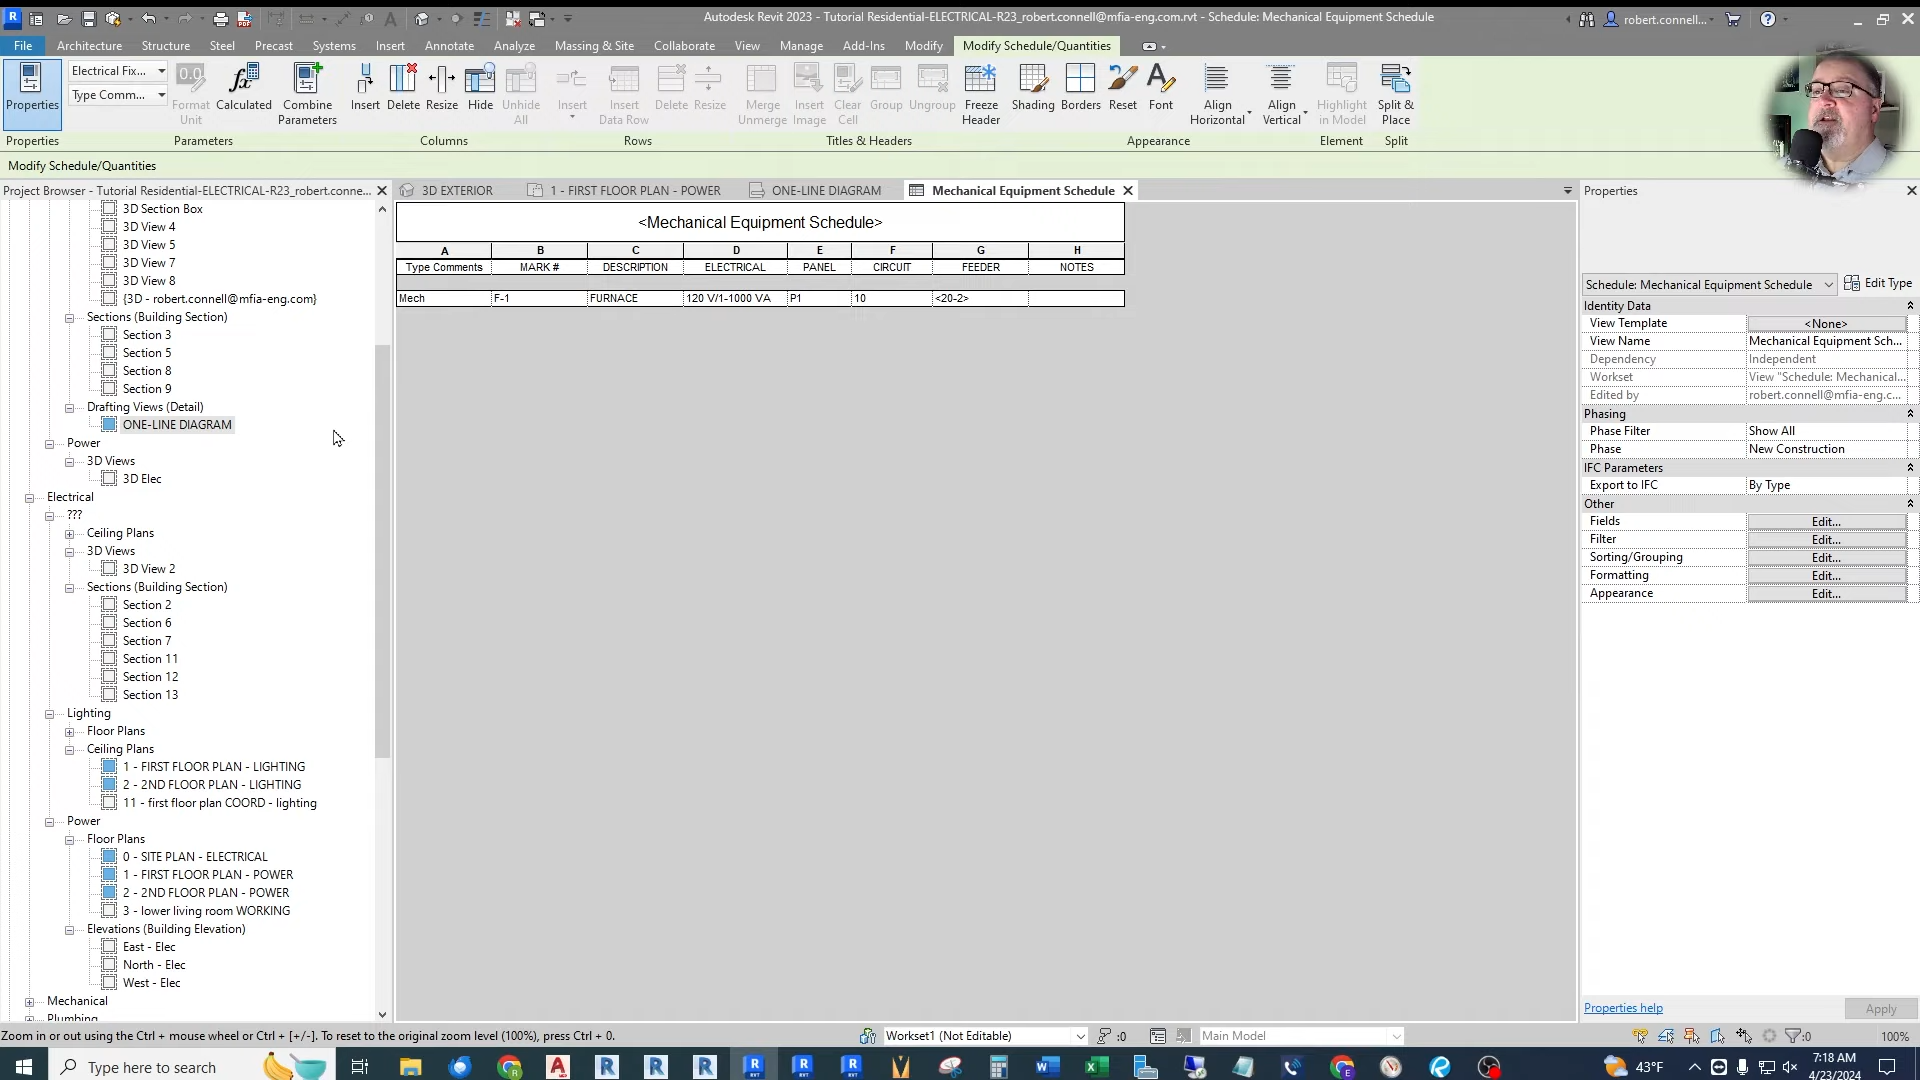 Autodesk Revit 2023 - Tutorial Residential-ELECTRICAL-R23_robert.connell@mfia-eng.com.rvt - Schedule: Mechanical Equipment Schedule
robert.connell...
File Architecture Structure Steel Precast Systems Insert Annotate Analyze Massing & Site Collaborate View Manage Add-Ins Modify Modify Schedule/Quantities
Electrical Fix...
Type Comm...
Properties
Format Unit
Calculated
Combine Parameters
Insert
Delete
Resize
Hide
Unhide All
Insert
Insert Data Row
Delete
Resize
Merge Unmerge
Insert Image
Clear Cell
Group
Ungroup
Freeze Header
Shading
Borders
Reset
Font
Align Horizontal
Align Vertical
Highlight in Model
Split & Place
Properties Parameters Columns Rows Titles & Headers Appearance Element Split
Modify Schedule/Quantities
Project Browser - Tutorial Residential-ELECTRICAL-R23_robert.conne...
3D Section Box
3D View 4
3D View 5
3D View 7
3D View 8
{3D - robert.connell@mfia-eng.com}
Sections (Building Section)
Section 3
Section 5
Section 8
Section 9
Drafting Views (Detail)
ONE-LINE DIAGRAM
Power
3D Views
3D Elec
Electrical
???
Ceiling Plans
3D Views
3D View 2
Sections (Building Section)
Section 2
Section 6
Section 7
Section 11
Section 12
Section 13
Lighting
Floor Plans
Ceiling Plans
1 - FIRST FLOOR PLAN - LIGHTING
2 - 2ND FLOOR PLAN - LIGHTING
11 - first floor plan COORD - lighting
Power
Floor Plans
0 - SITE PLAN - ELECTRICAL
1 - FIRST FLOOR PLAN - POWER
2 - 2ND FLOOR PLAN - POWER
3 - lower living room WORKING
Elevations (Building Elevation)
East - Elec
North - Elec
West - Elec
Mechanical
Plumbing
3D EXTERIOR
1 - FIRST FLOOR PLAN - POWER
ONE-LINE DIAGRAM
Mechanical Equipment Schedule
<Mechanical Equipment Schedule>
A B C D E F G H
Type Comments MARK # DESCRIPTION ELECTRICAL PANEL CIRCUIT FEEDER NOTES
Mech F-1 FURNACE 120 V/1-1000 VA P1 10 <20-2>
Properties
Schedule: Mechanical Equipment Schedule
Edit Type
Identity Data
View Template <None>
View Name Mechanical Equipment Sch...
Dependency Independent
Workset View "Schedule: Mechanical...
Edited by robert.connell@mfia-eng.c...
Phasing
Phase Filter Show All
Phase New Construction
IFC Parameters
Export to IFC By Type
Other
Fields Edit...
Filter Edit...
Sorting/Grouping Edit...
Formatting Edit...
Appearance Edit...
Properties help
Apply
Zoom in or out using the Ctrl + mouse wheel or Ctrl + [+/-]. To reset to the original zoom level (100%), press Ctrl + 0.
Workset1 (Not Editable)
:0
Main Model
:0
100%
Type here to search
43°F
7:18 AM
4/23/2024